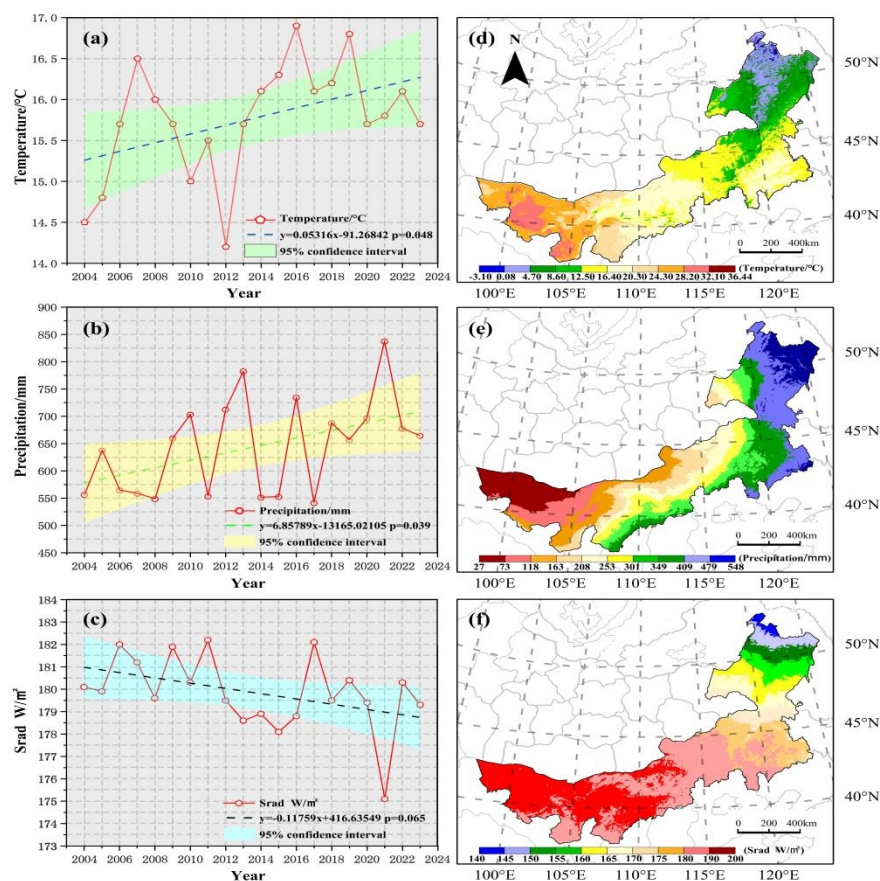 (a)
17.0
16.5
16.0
15.5
15.0
14.5
14.0
Temperature/°C
Temperature/°C
y=0.05316x-91.26842 p=0.048
95% confidence interval
2004 2006 2008 2010 2012 2014 2016 2018 2020 2022 2024
Year
(d)
N
50°N
45°N
40°N
0 200 400km
(Temperature/°C)
-3.10 0.08 4.70 8.60 12.50 16.40 20.30 24.30 28.20 32.10 36.44
100°E 105°E 110°E 115°E 120°E
(b)
900
850
800
750
700
650
600
550
500
450
Precipitation/mm
Precipitation/mm
y=6.85789x-13165.02105 p=0.039
95% confidence interval
2004 2006 2008 2010 2012 2014 2016 2018 2020 2022 2024
Year
(e)
50°N
45°N
40°N
0 200 400km
(Precipitation/mm)
27 73 118 163 208 253 301 349 409 479 548
100°E 105°E 110°E 115°E 120°E
(c)
184
183
182
181
180
179
178
177
176
175
174
173
Srad W/㎡
Srad W/㎡
y=-0.11759x+416.63549 p=0.065
95% confidence interval
2004 2006 2008 2010 2012 2014 2016 2018 2020 2022 2024
Year
(f)
50°N
45°N
40°N
0 200 400km
(Srad W/㎡)
140 145 150 155 160 165 170 175 180 190 200
100°E 105°E 110°E 115°E 120°E